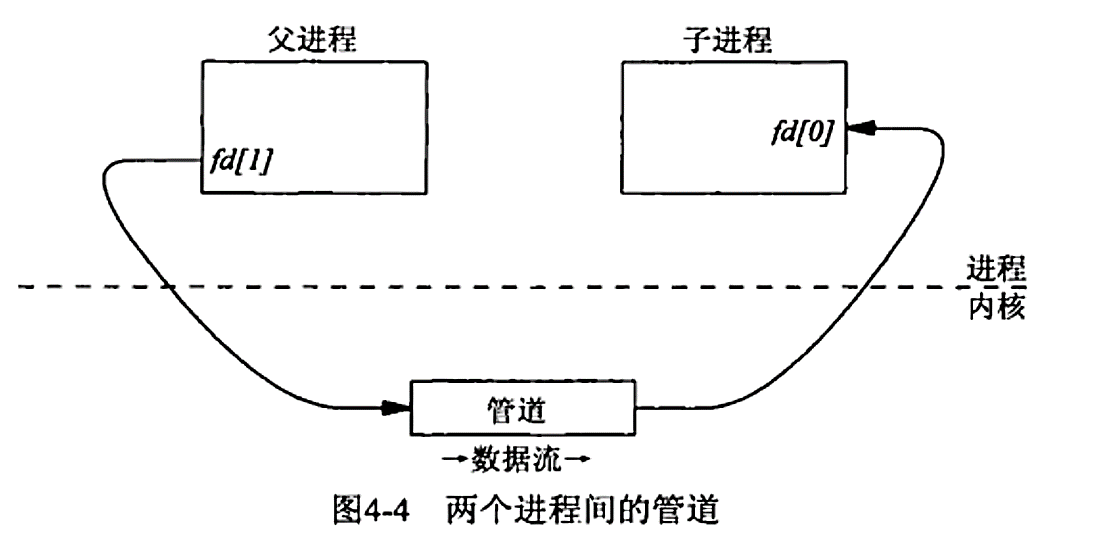 父进程
子进程
fd[1]
fd[0]
进程
内核
管道
→数据流→
图4-4 两个进程间的管道